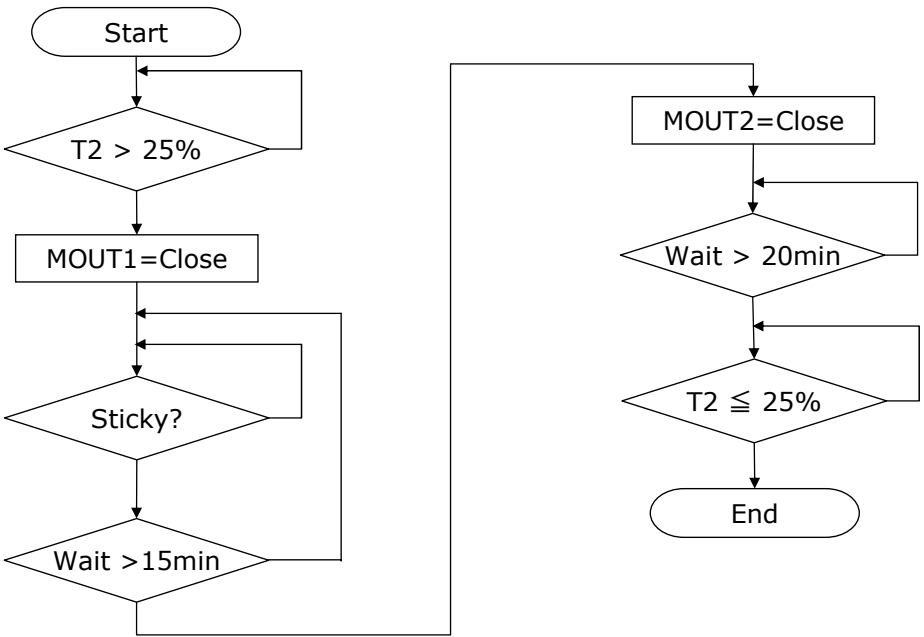 Start
T2 > 25%
MOUT1=Close
Sticky?
Wait >15min
MOUT2=Close
Wait > 20min
T2 ≦ 25%
End